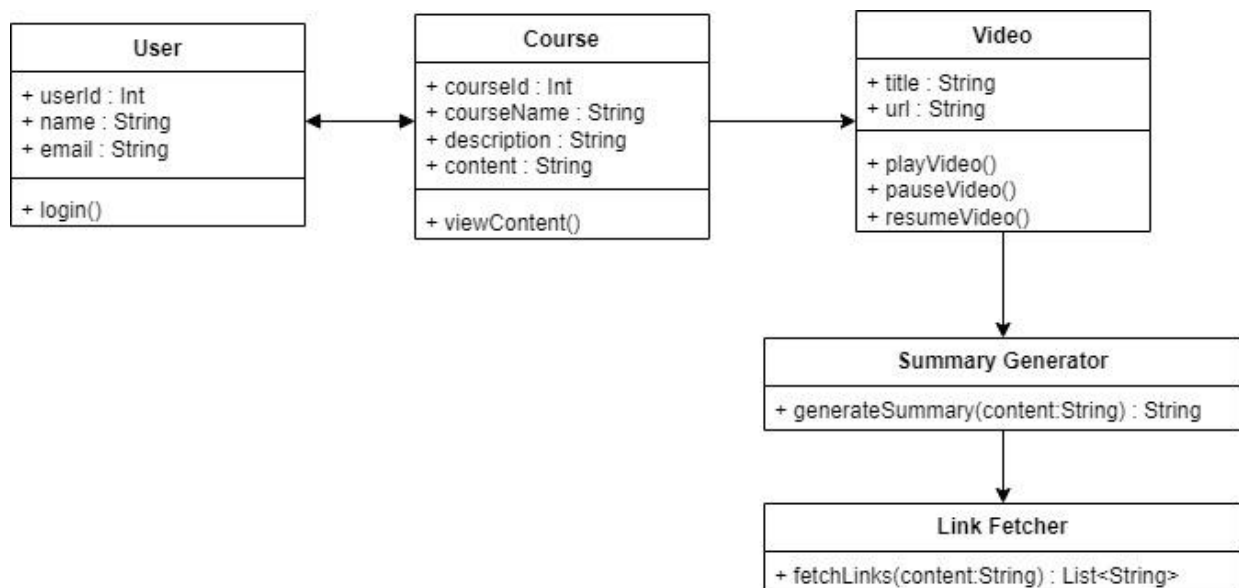 User
+ userId : Int
+ name : String
+ email : String
+ login()
Course
+ courseId : Int
+ courseName : String
+ description : String
+ content : String
+ viewContent()
Video
+ title : String
+ url : String
+ playVideo()
+ pauseVideo()
+ resumeVideo()
Summary Generator
+ generateSummary(content:String) : String
Link Fetcher
+ fetchLinks(content:String) : List<String>